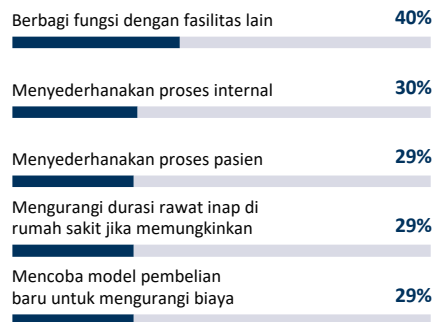 Berbagi fungsi dengan fasilitas lain 40%
Menyederhanakan proses internal 30%
Menyederhanakan proses pasien 29%
Mengurangi durasi rawat inap di
rumah sakit jika memungkinkan 29%
Mencoba model pembelian
baru untuk mengurangi biaya 29%